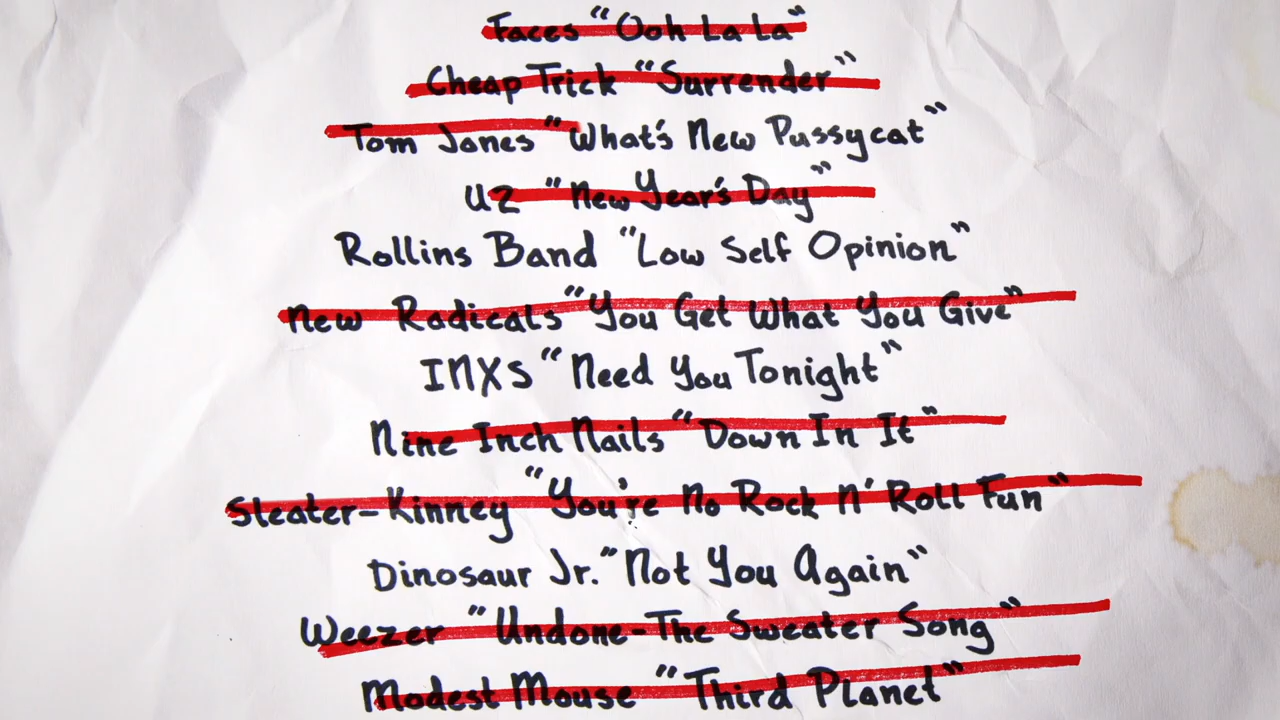 Faces "Ooh La La"
Cheap Trick "Surrender"
Tom Jones "What's New Pussycat"
U2 "New Year's Day"
Rollins Band "Low Self Opinion"
New Radicals "You Get What You Give"
INXS "Need You Tonight"
Nine Inch Nails "Down In It"
Sleater-Kinney "You're No Rock N' Roll Fun"
Dinosaur Jr. "Not You Again"
Weezer "Undone-The Sweater Song"
Modest Mouse "Third Planet"